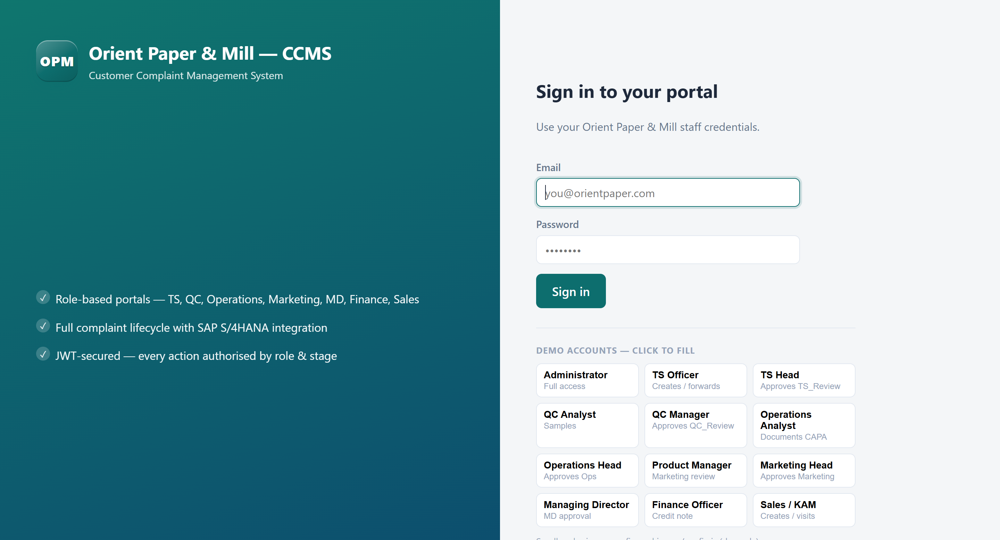 OPM
Orient Paper & Mill — CCMS
Customer Complaint Management System
✓ Role-based portals — TS, QC, Operations, Marketing, MD, Finance, Sales
✓ Full complaint lifecycle with SAP S/4HANA integration
✓ JWT-secured — every action authorised by role & stage
Sign in to your portal
Use your Orient Paper & Mill staff credentials.
Email
you@orientpaper.com
Password
••••••••
Sign in
DEMO ACCOUNTS — CLICK TO FILL
Administrator
Full access
TS Officer
Creates / forwards
TS Head
Approves TS_Review
QC Analyst
Samples
QC Manager
Approves QC_Review
Operations
Analyst
Documents CAPA
Operations Head
Approves Ops
Product Manager
Marketing review
Marketing Head
Approves Marketing
Managing Director
MD approval
Finance Officer
Credit note
Sales / KAM
Creates / visits